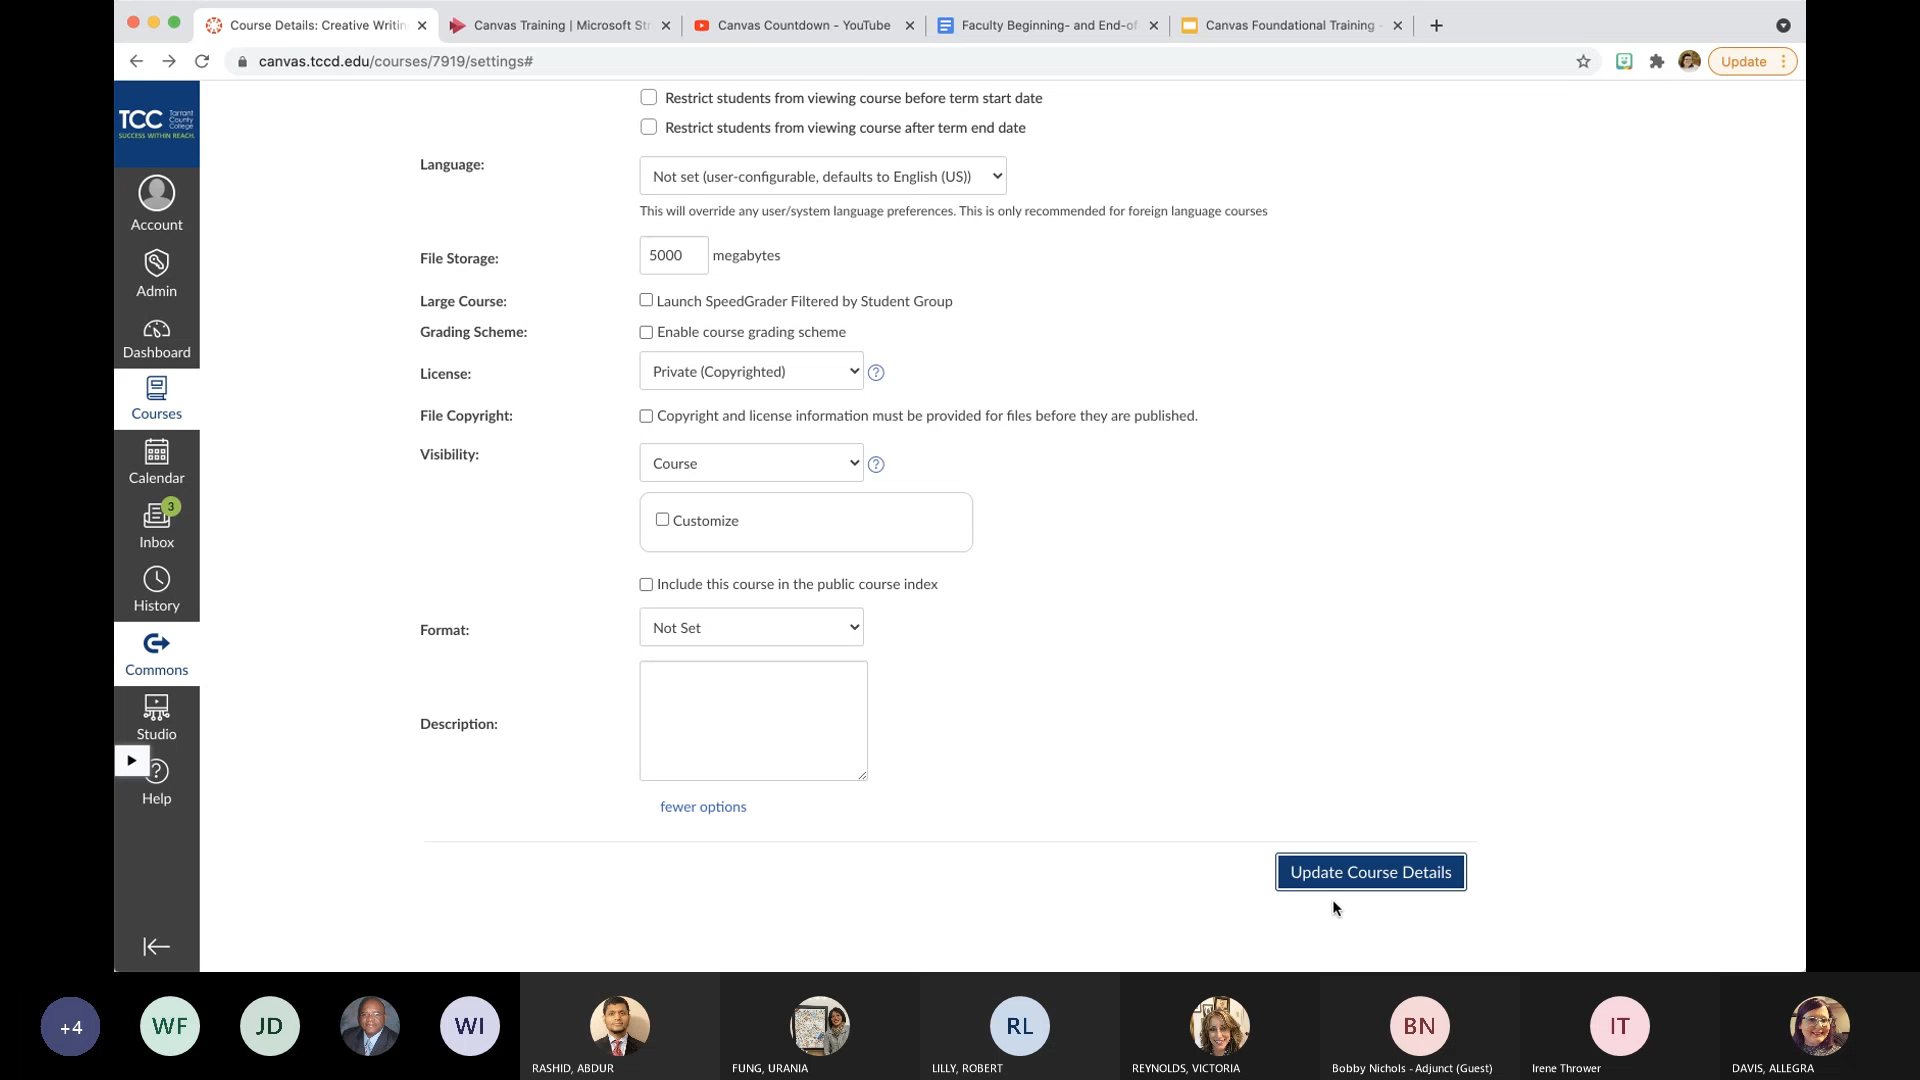 Course Details: Creative Writin
Canvas Training | Microsoft St
Canvas Countdown - YouTube
Faculty Beginning- and End-of
Canvas Foundational Training -
canvas.tccd.edu/courses/7919/settings#
Update
TCC Tarrant County College
SUCCESS WITHIN REACH.
Account
Admin
Dashboard
Courses
Calendar
3
Inbox
History
Commons
Studio
Help
Restrict students from viewing course before term start date
Restrict students from viewing course after term end date
Language:
Not set (user-configurable, defaults to English (US))
This will override any user/system language preferences. This is only recommended for foreign language courses
File Storage:
5000 megabytes
Large Course:
Launch SpeedGrader Filtered by Student Group
Grading Scheme:
Enable course grading scheme
License:
Private (Copyrighted)
?
File Copyright:
Copyright and license information must be provided for files before they are published.
Visibility:
Course
?
Customize
Include this course in the public course index
Format:
Not Set
Description:
fewer options
Update Course Details
+4
WF
JD
WI
RASHID, ABDUR
FUNG, URANIA
RL
LILLY, ROBERT
REYNOLDS, VICTORIA
BN
Bobby Nichols - Adjunct (Guest)
IT
Irene Thrower
DAVIS, ALLEGRA